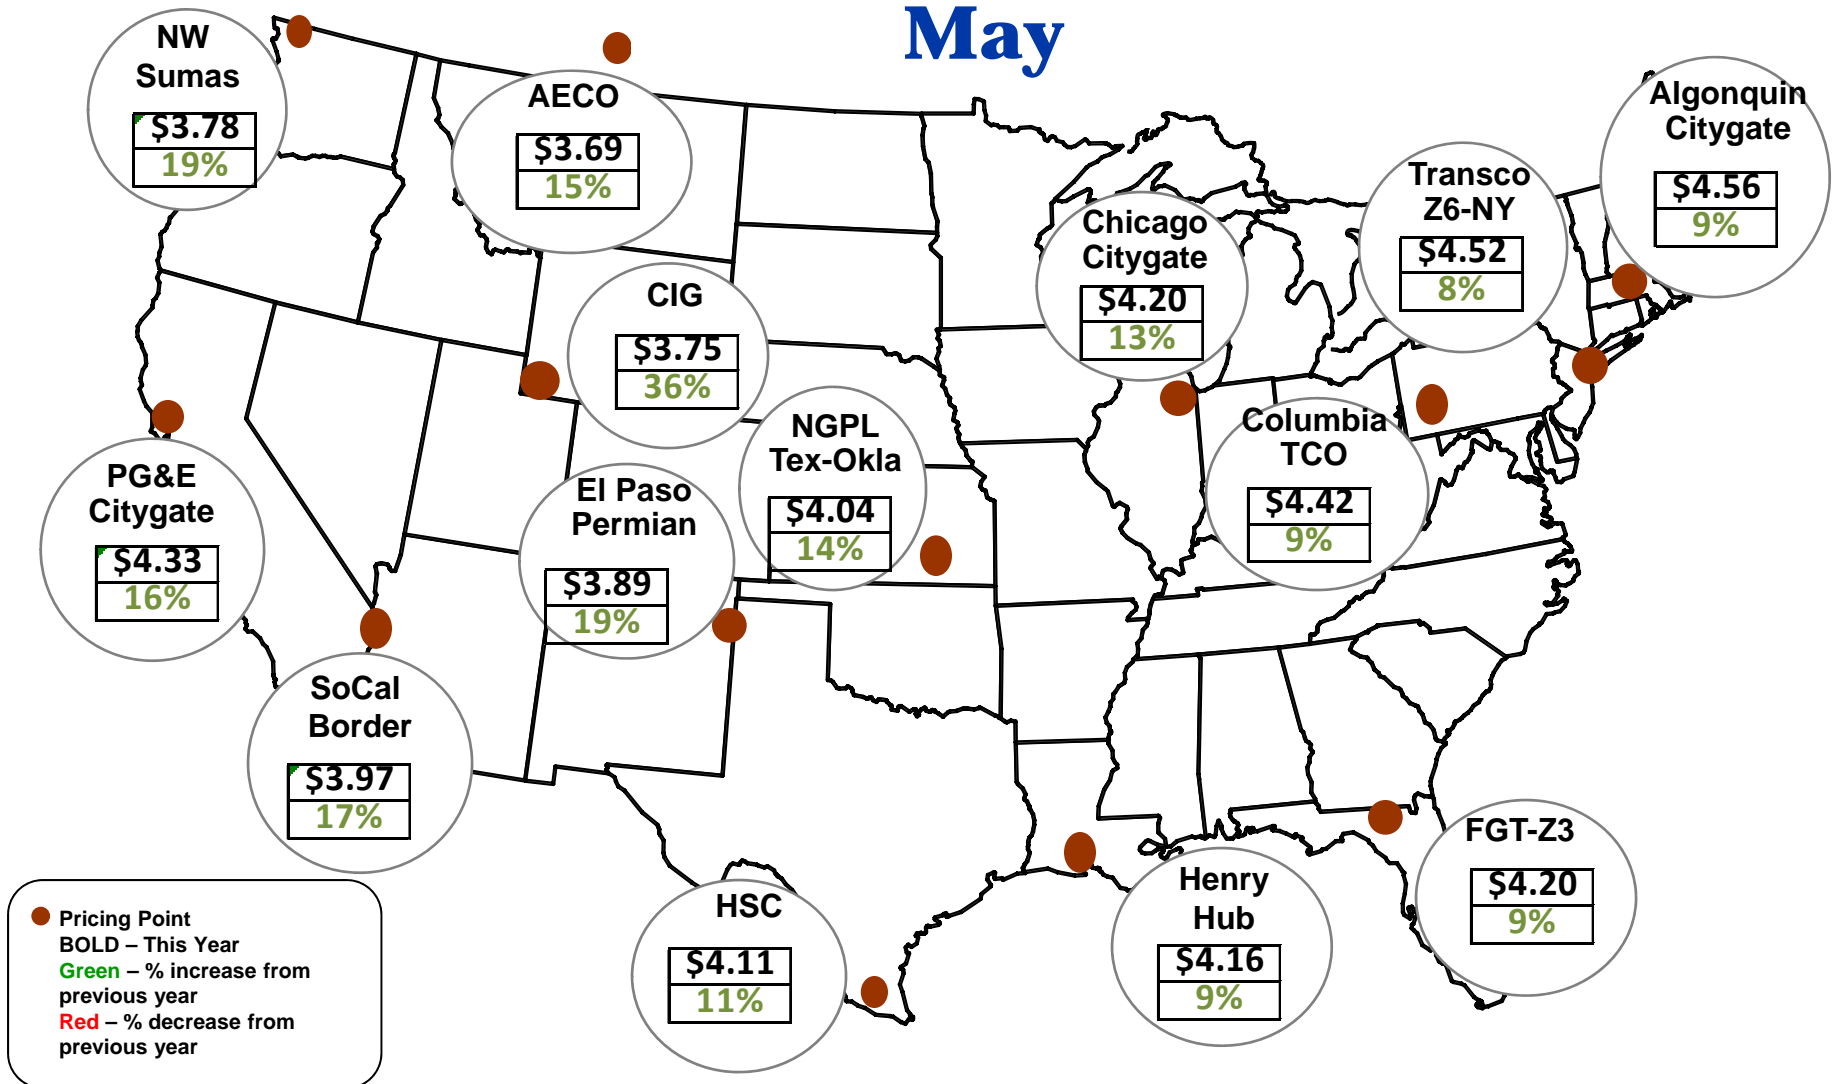 May
NW
Sumas
$3.78
19%
AECO
$3.69
15%
Algonquin
Citygate
$4.56
9%
Transco
Z6-NY
$4.52
8%
Chicago
Citygate
$4.20
13%
CIG
$3.75
36%
NGPL
Tex-Okla
$4.04
14%
Columbia
TCO
$4.42
9%
PG&E
Citygate
$4.33
16%
El Paso
Permian
$3.89
19%
SoCal
Border
$3.97
17%
HSC
$4.11
11%
Henry
Hub
$4.16
9%
FGT-Z3
$4.20
9%
Pricing Point
BOLD – This Year
Green – % increase from
previous year
Red – % decrease from
previous year